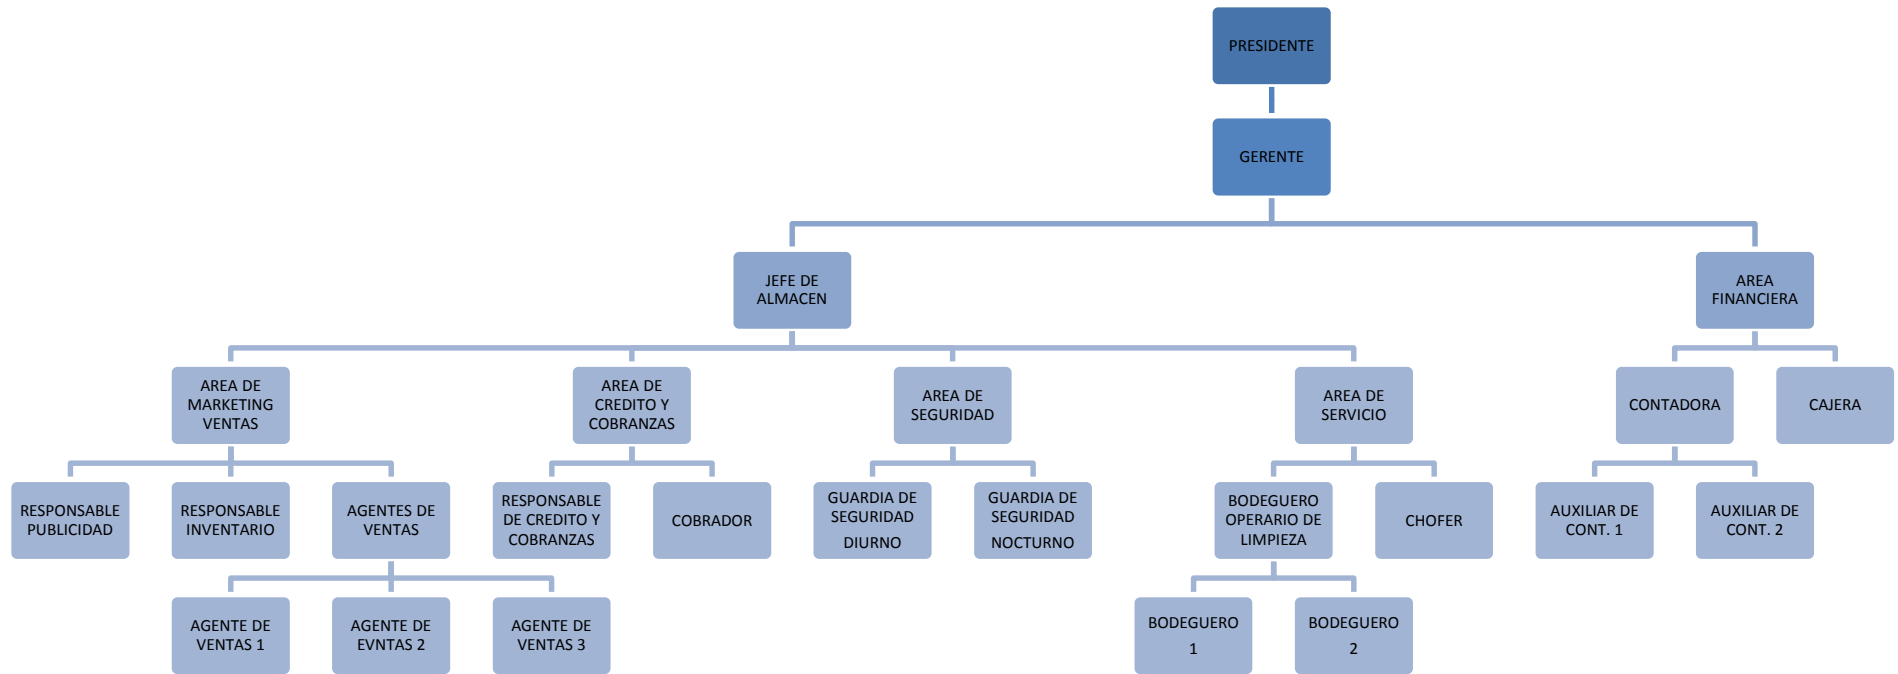 PRESIDENTE
GERENTE
JEFE DE
ALMACEN
AREA
FINANCIERA
AREA DE
MARKETING
VENTAS
AREA DE
CREDITO Y
COBRANZAS
AREA DE
SEGURIDAD
AREA DE
SERVICIO
CONTADORA
CAJERA
RESPONSABLE
PUBLICIDAD
RESPONSABLE
INVENTARIO
AGENTES DE
VENTAS
RESPONSABLE
DE CREDITO Y
COBRANZAS
COBRADOR
GUARDIA DE
SEGURIDAD
DIURNO
GUARDIA DE
SEGURIDAD
NOCTURNO
BODEGUERO
OPERARIO DE
LIMPIEZA
CHOFER
AUXILIAR DE
CONT. 1
AUXILIAR DE
CONT. 2
AGENTE DE
VENTAS 1
AGENTE DE
EVNTAS 2
AGENTE DE
VENTAS 3
BODEGUERO
1
BODEGUERO
2